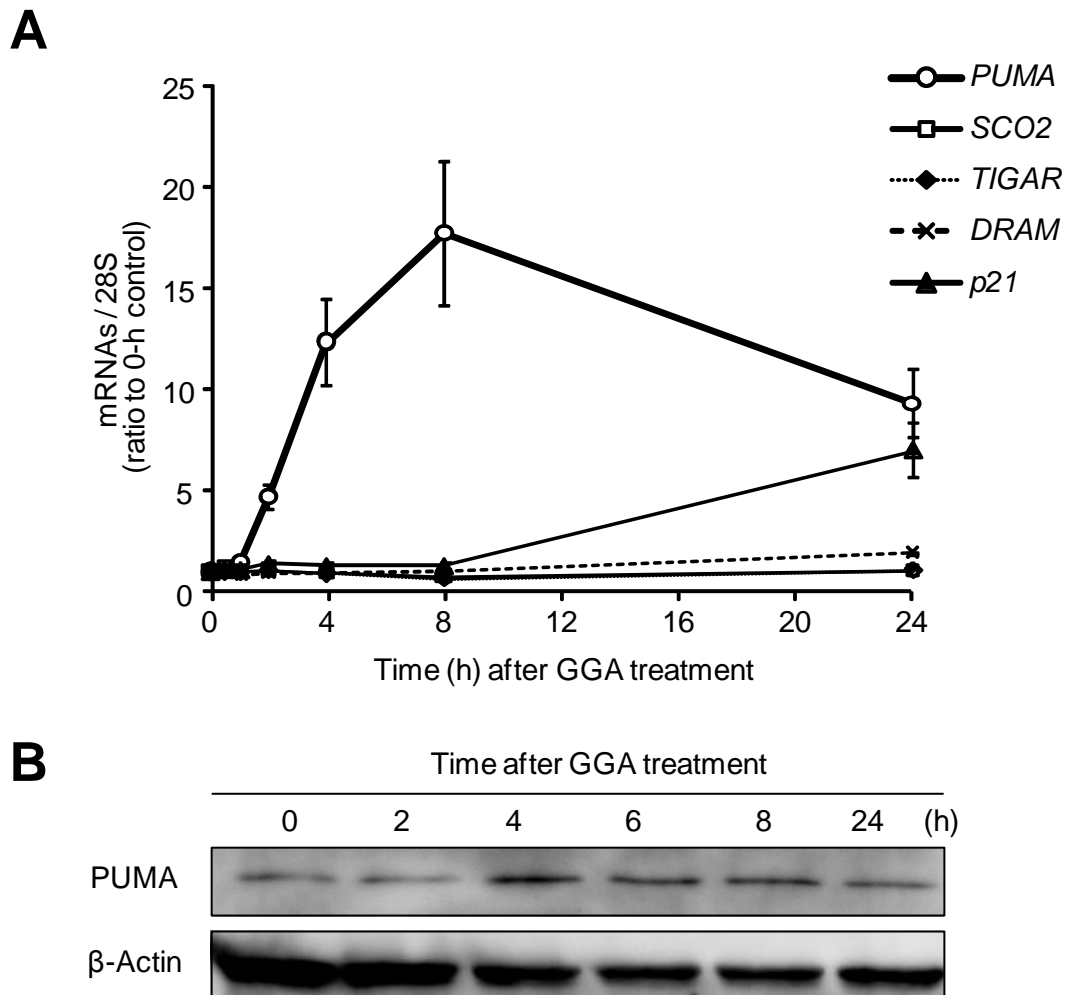 A
25
20
15
10
5
0
mRNAs / 28S
(ratio to 0-h control)
0 4 8 12 16 20 24
Time (h) after GGA treatment
PUMA
SCO2
TIGAR
DRAM
p21
B
Time after GGA treatment
0 2 4 6 8 24 (h)
PUMA
β-Actin